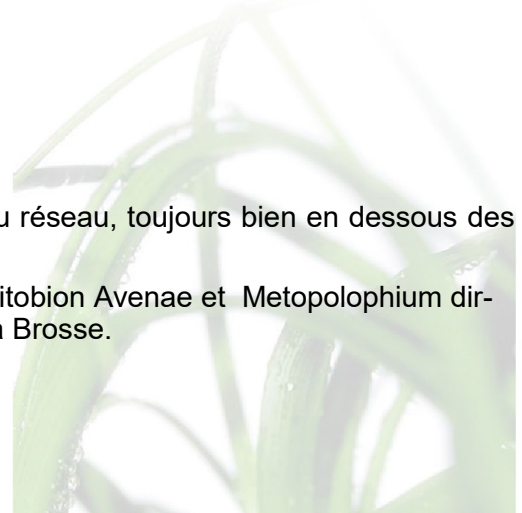 u réseau, toujours bien en dessous des
itobion Avenae et Metopolophium dir-
a Brosse.